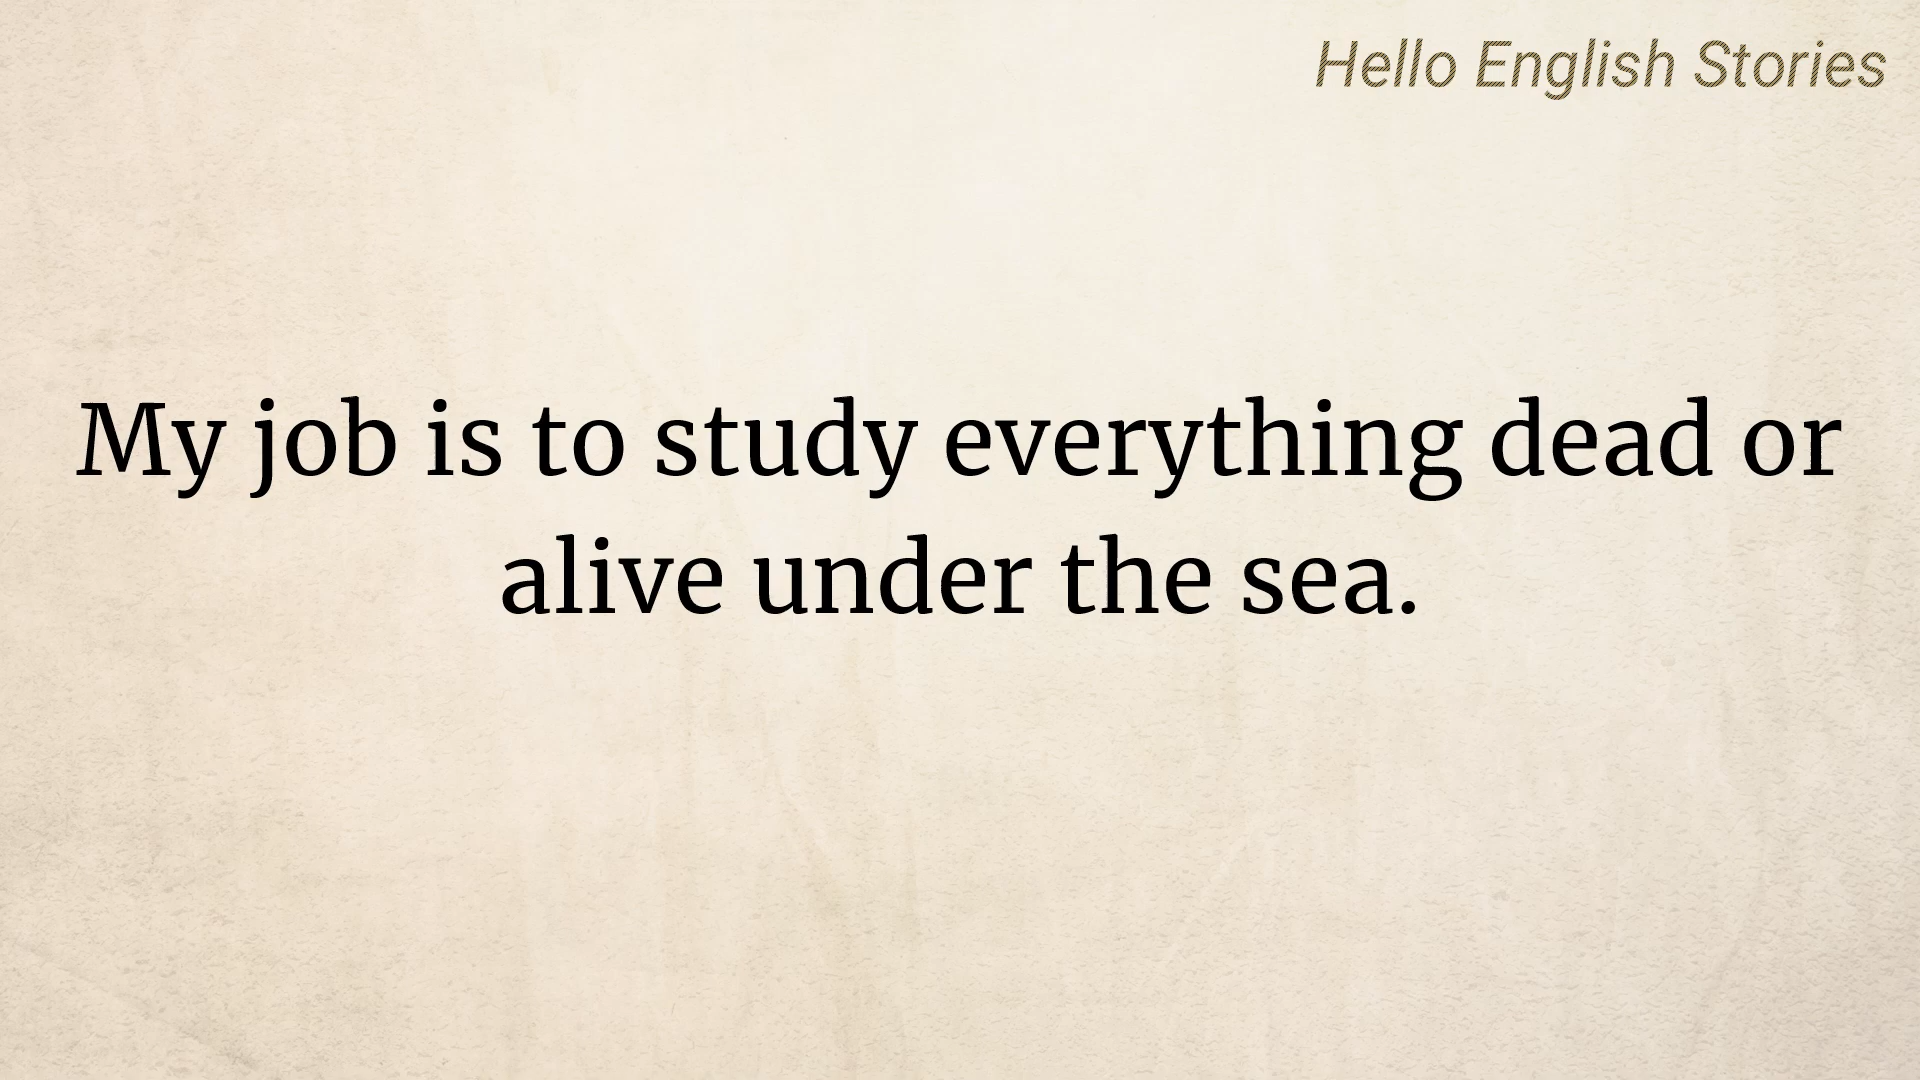 Hello English Stories
My job is to study everything dead or
alive under the sea.